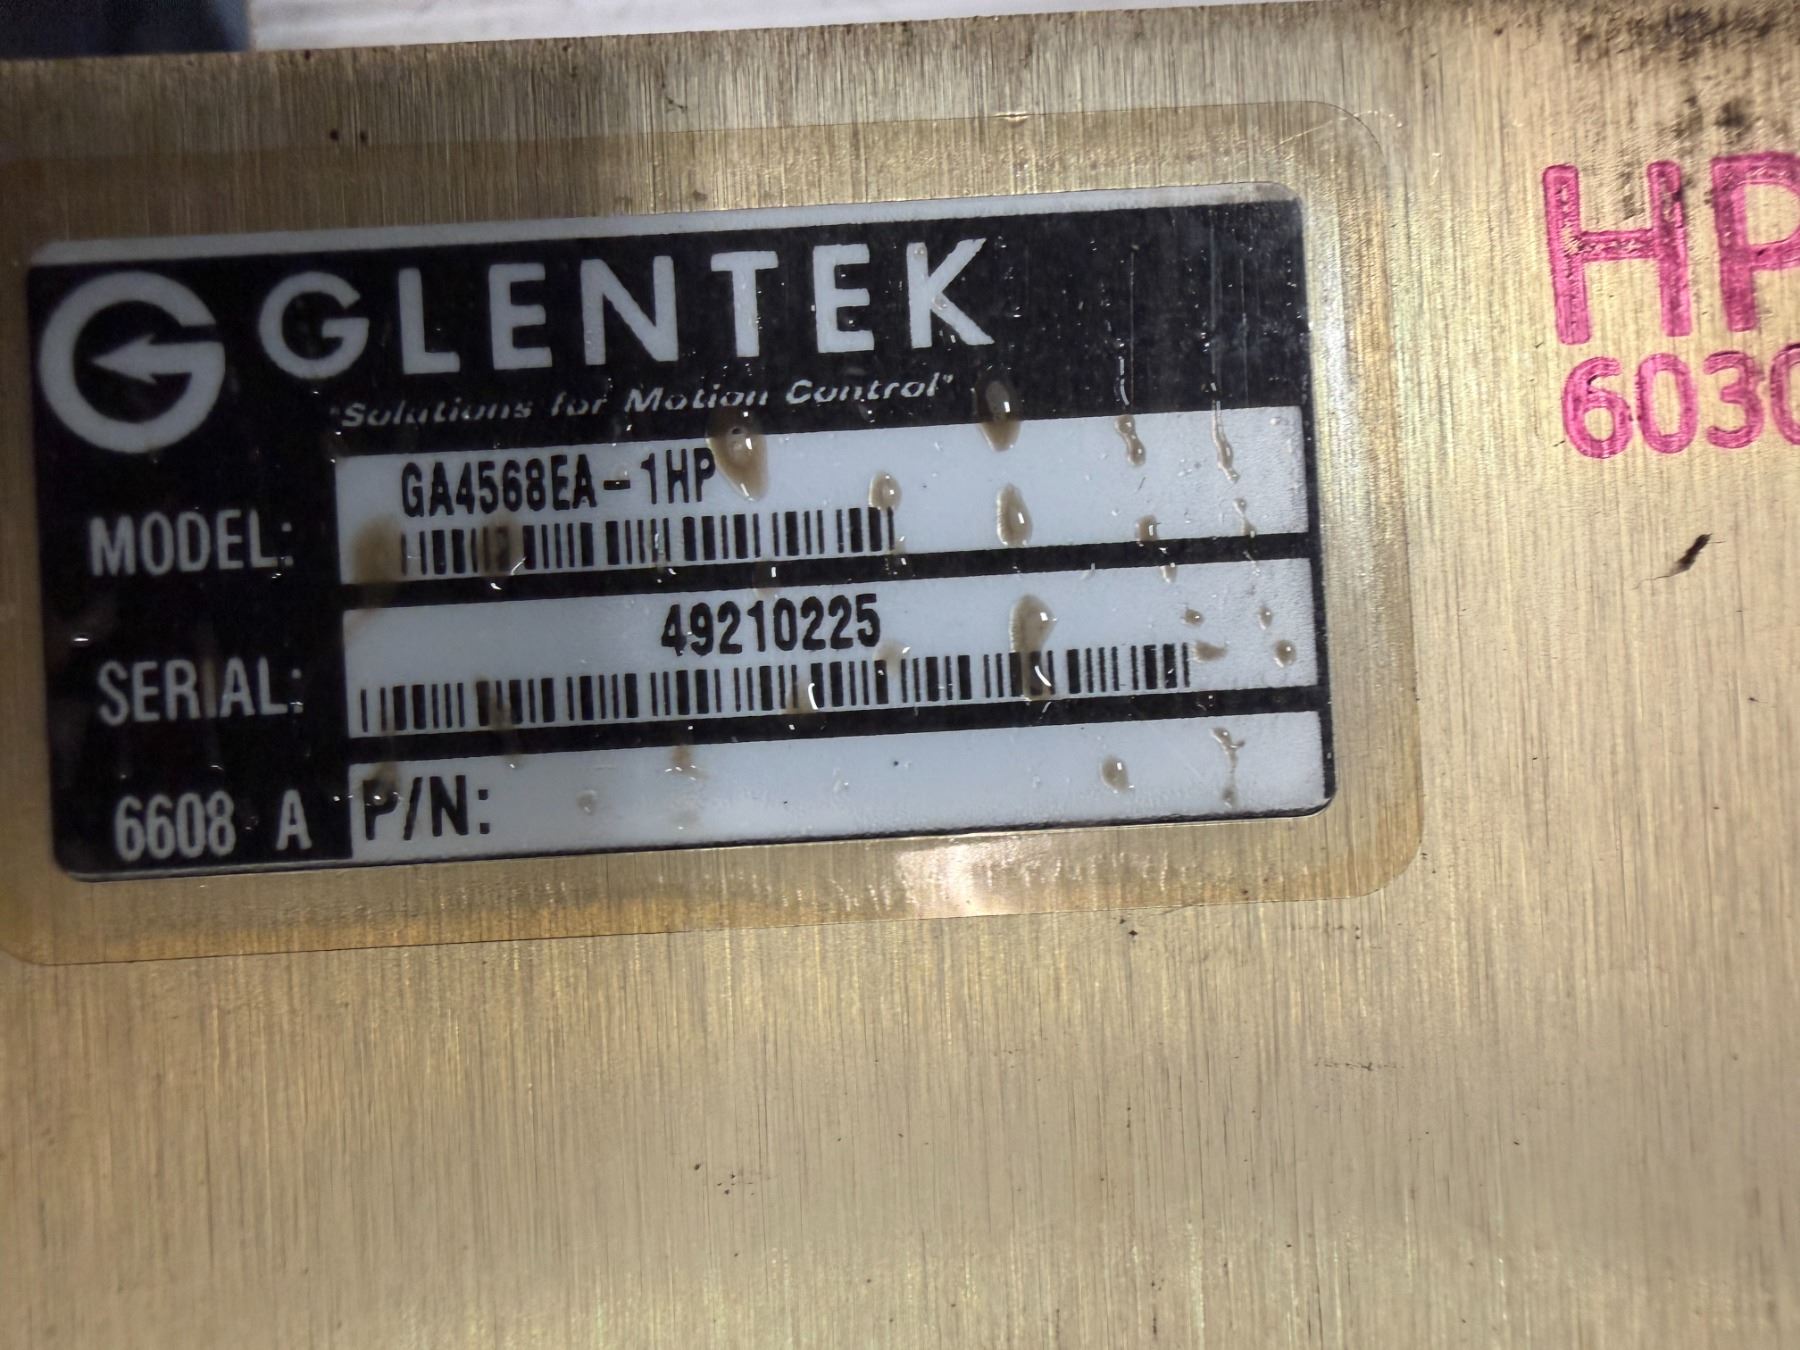 GLENTEK
"Solutions for Motion Control"
MODEL: GA4568EA-1HP
SERIAL: 49210225
6608 A P/N:
HP
6030